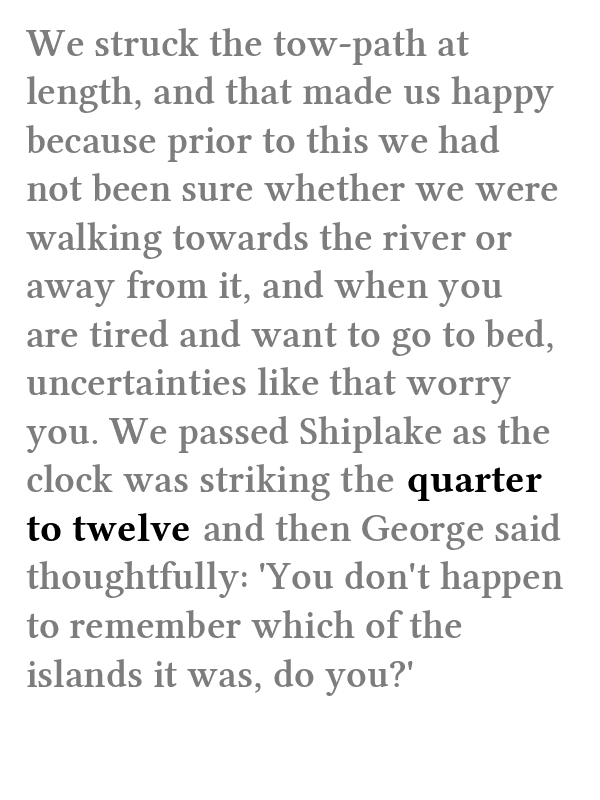 We struck the tow-path at
length, and that made us happy
because prior to this we had
not been sure whether we were
walking towards the river or
away from it, and when you
are tired and want to go to bed,
uncertainties like that worry
you. We passed Shiplake as the
clock was striking the quarter
to twelve and then George said
thoughtfully: 'You don't happen
to remember which of the
islands it was, do you?'